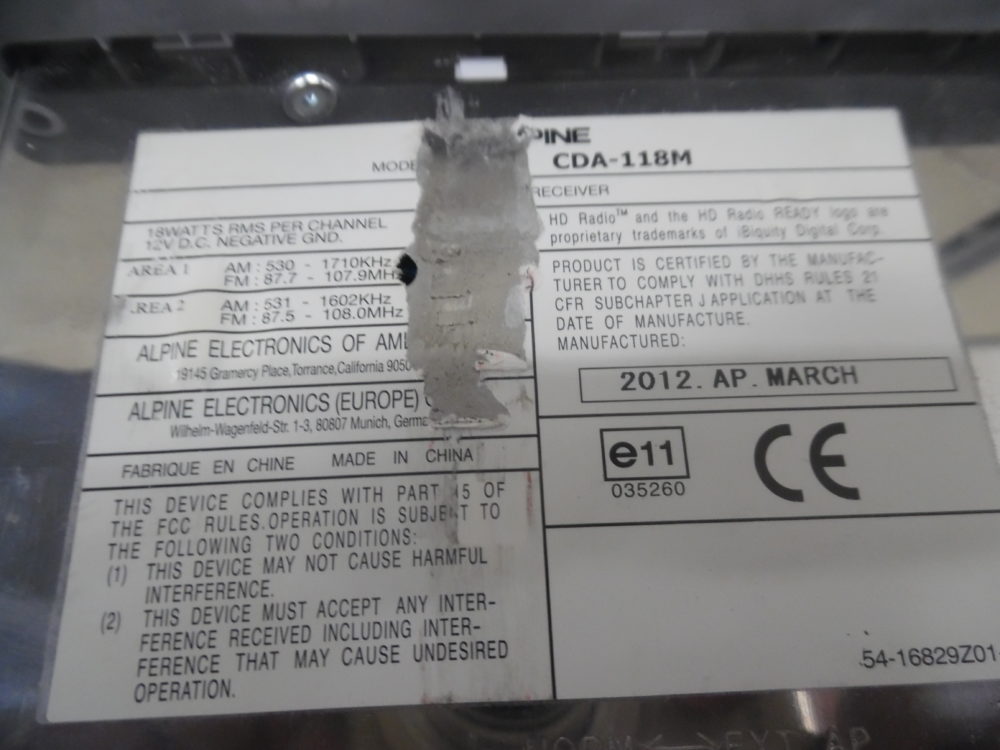 PINE
MODE
CDA-118M
RECEIVER
18WATTS RMS PER CHANNEL
12V D.C. NEGATIVE GND.
AREA 1
AM : 530 - 1710KHz
FM : 87.7 - 107.9MHz
AREA 2
AM : 531 - 1602KHz
FM : 87.5 - 108.0MHz
ALPINE ELECTRONICS OF AM
19145 Gramercy Place, Torrance, California 905
ALPINE ELECTRONICS (EUROPE)
Wilhelm-Wagenfeld-Str. 1-3, 80807 Munich, Germa
FABRIQUE EN CHINE MADE IN CHINA
THIS DEVICE COMPLIES WITH PART 15 OF
THE FCC RULES.OPERATION IS SUBJECT TO
THE FOLLOWING TWO CONDITIONS:
(1) THIS DEVICE MAY NOT CAUSE HARMFUL
INTERFERENCE.
(2) THIS DEVICE MUST ACCEPT ANY INTER-
FERENCE RECEIVED INCLUDING INTER-
FERENCE THAT MAY CAUSE UNDESIRED
OPERATION.
HD Radio™ and the HD Radio READY logo are
proprietary trademarks of iBiquity Digital Corp.
PRODUCT IS CERTIFIED BY THE MANUFAC-
TURER TO COMPLY WITH DHHS RULES 21
CFR SUBCHAPTER J APPLICATION AT THE
DATE OF MANUFACTURE.
MANUFACTURED:
2012. AP. MARCH
e11
035260
CE
54-16829Z01